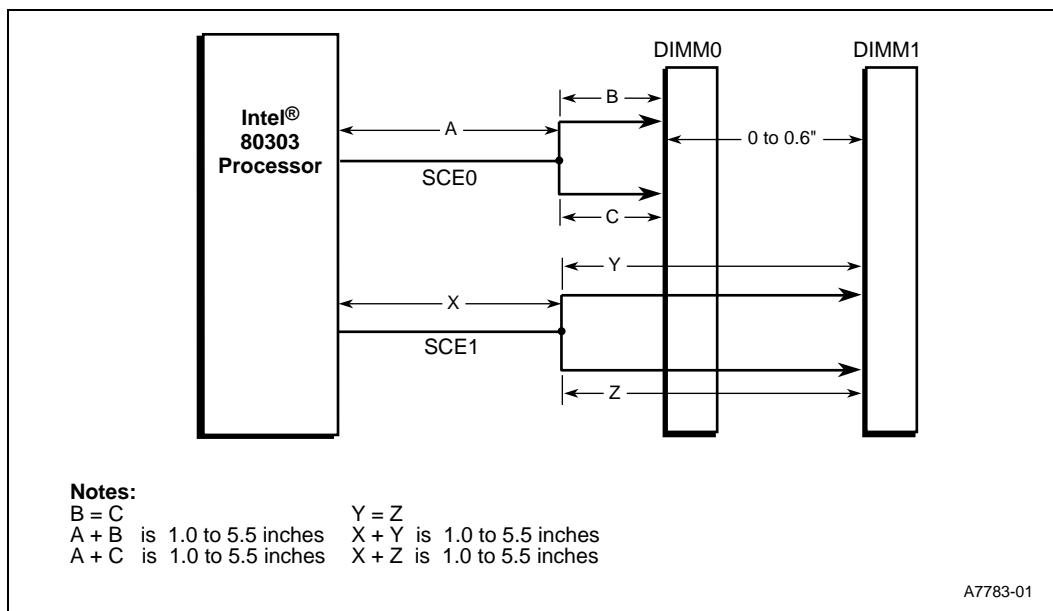 DIMM0
DIMM1
Intel®
80303
Processor
B
A
0 to 0.6"
SCE0
C
Y
X
SCE1
Z
Notes:
B = C
Y = Z
A + B is 1.0 to 5.5 inches
X + Y is 1.0 to 5.5 inches
A + C is 1.0 to 5.5 inches
X + Z is 1.0 to 5.5 inches
A7783-01